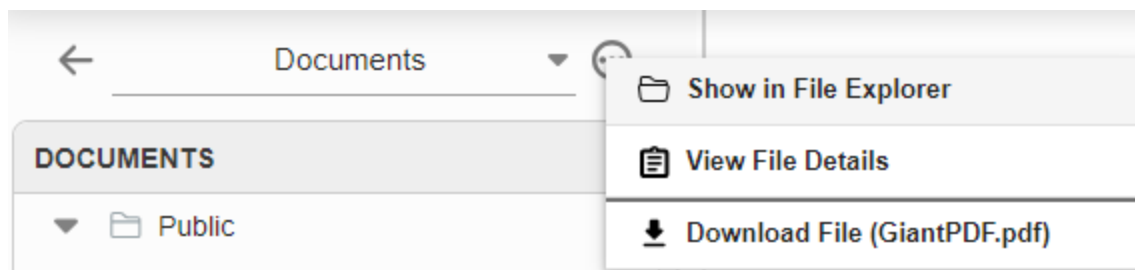 Documents
Show in File Explorer
DOCUMENTS
View File Details
Public
Download File (GiantPDF.pdf)